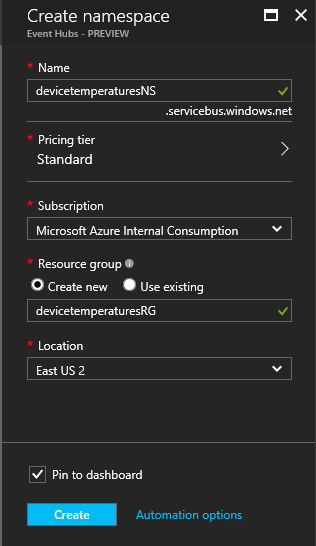 Create namespace
Event Hubs - PREVIEW
* Name
devicetemperaturesNS
.servicebus.windows.net
* Pricing tier
Standard
* Subscription
Microsoft Azure Internal Consumption
* Resource group
Create new Use existing
devicetemperaturesRG
* Location
East US 2
Pin to dashboard
Create Automation options